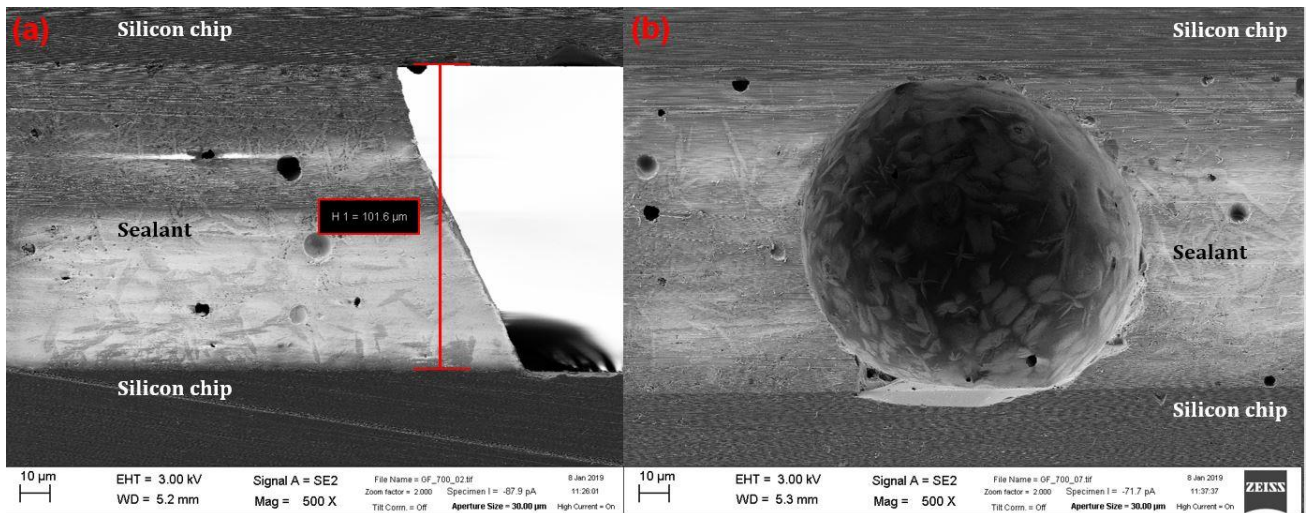 (a)
Silicon chip
H 1 = 101.6 µm
Sealant
Silicon chip
10 µm
EHT = 3.00 kV
WD = 5.2 mm
Signal A = SE2
Mag = 500 X
File Name = GF_700_02.tif
Zoom factor = 2.000
Specimen I = -87.9 pA
Tilt Corrn. = Off
Aperture Size = 30.00 µm
8 Jan 2019
11:26:01
High Current = On
(b)
Silicon chip
Sealant
Silicon chip
10 µm
EHT = 3.00 kV
WD = 5.3 mm
Signal A = SE2
Mag = 500 X
File Name = GF_700_07.tif
Zoom factor = 2.000
Specimen I = -71.7 pA
Tilt Corrn. = Off
Aperture Size = 30.00 µm
8 Jan 2019
11:37:37
High Current = On
ZEISS